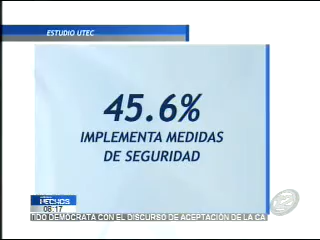 ESTUDIO UTEC
45.6%
IMPLEMENTA MEDIDAS
DE SEGURIDAD
HECHOS
08:17
TIDO DEMÓCRATA CON EL DISCURSO DE ACEPTACIÓN DE LA CA